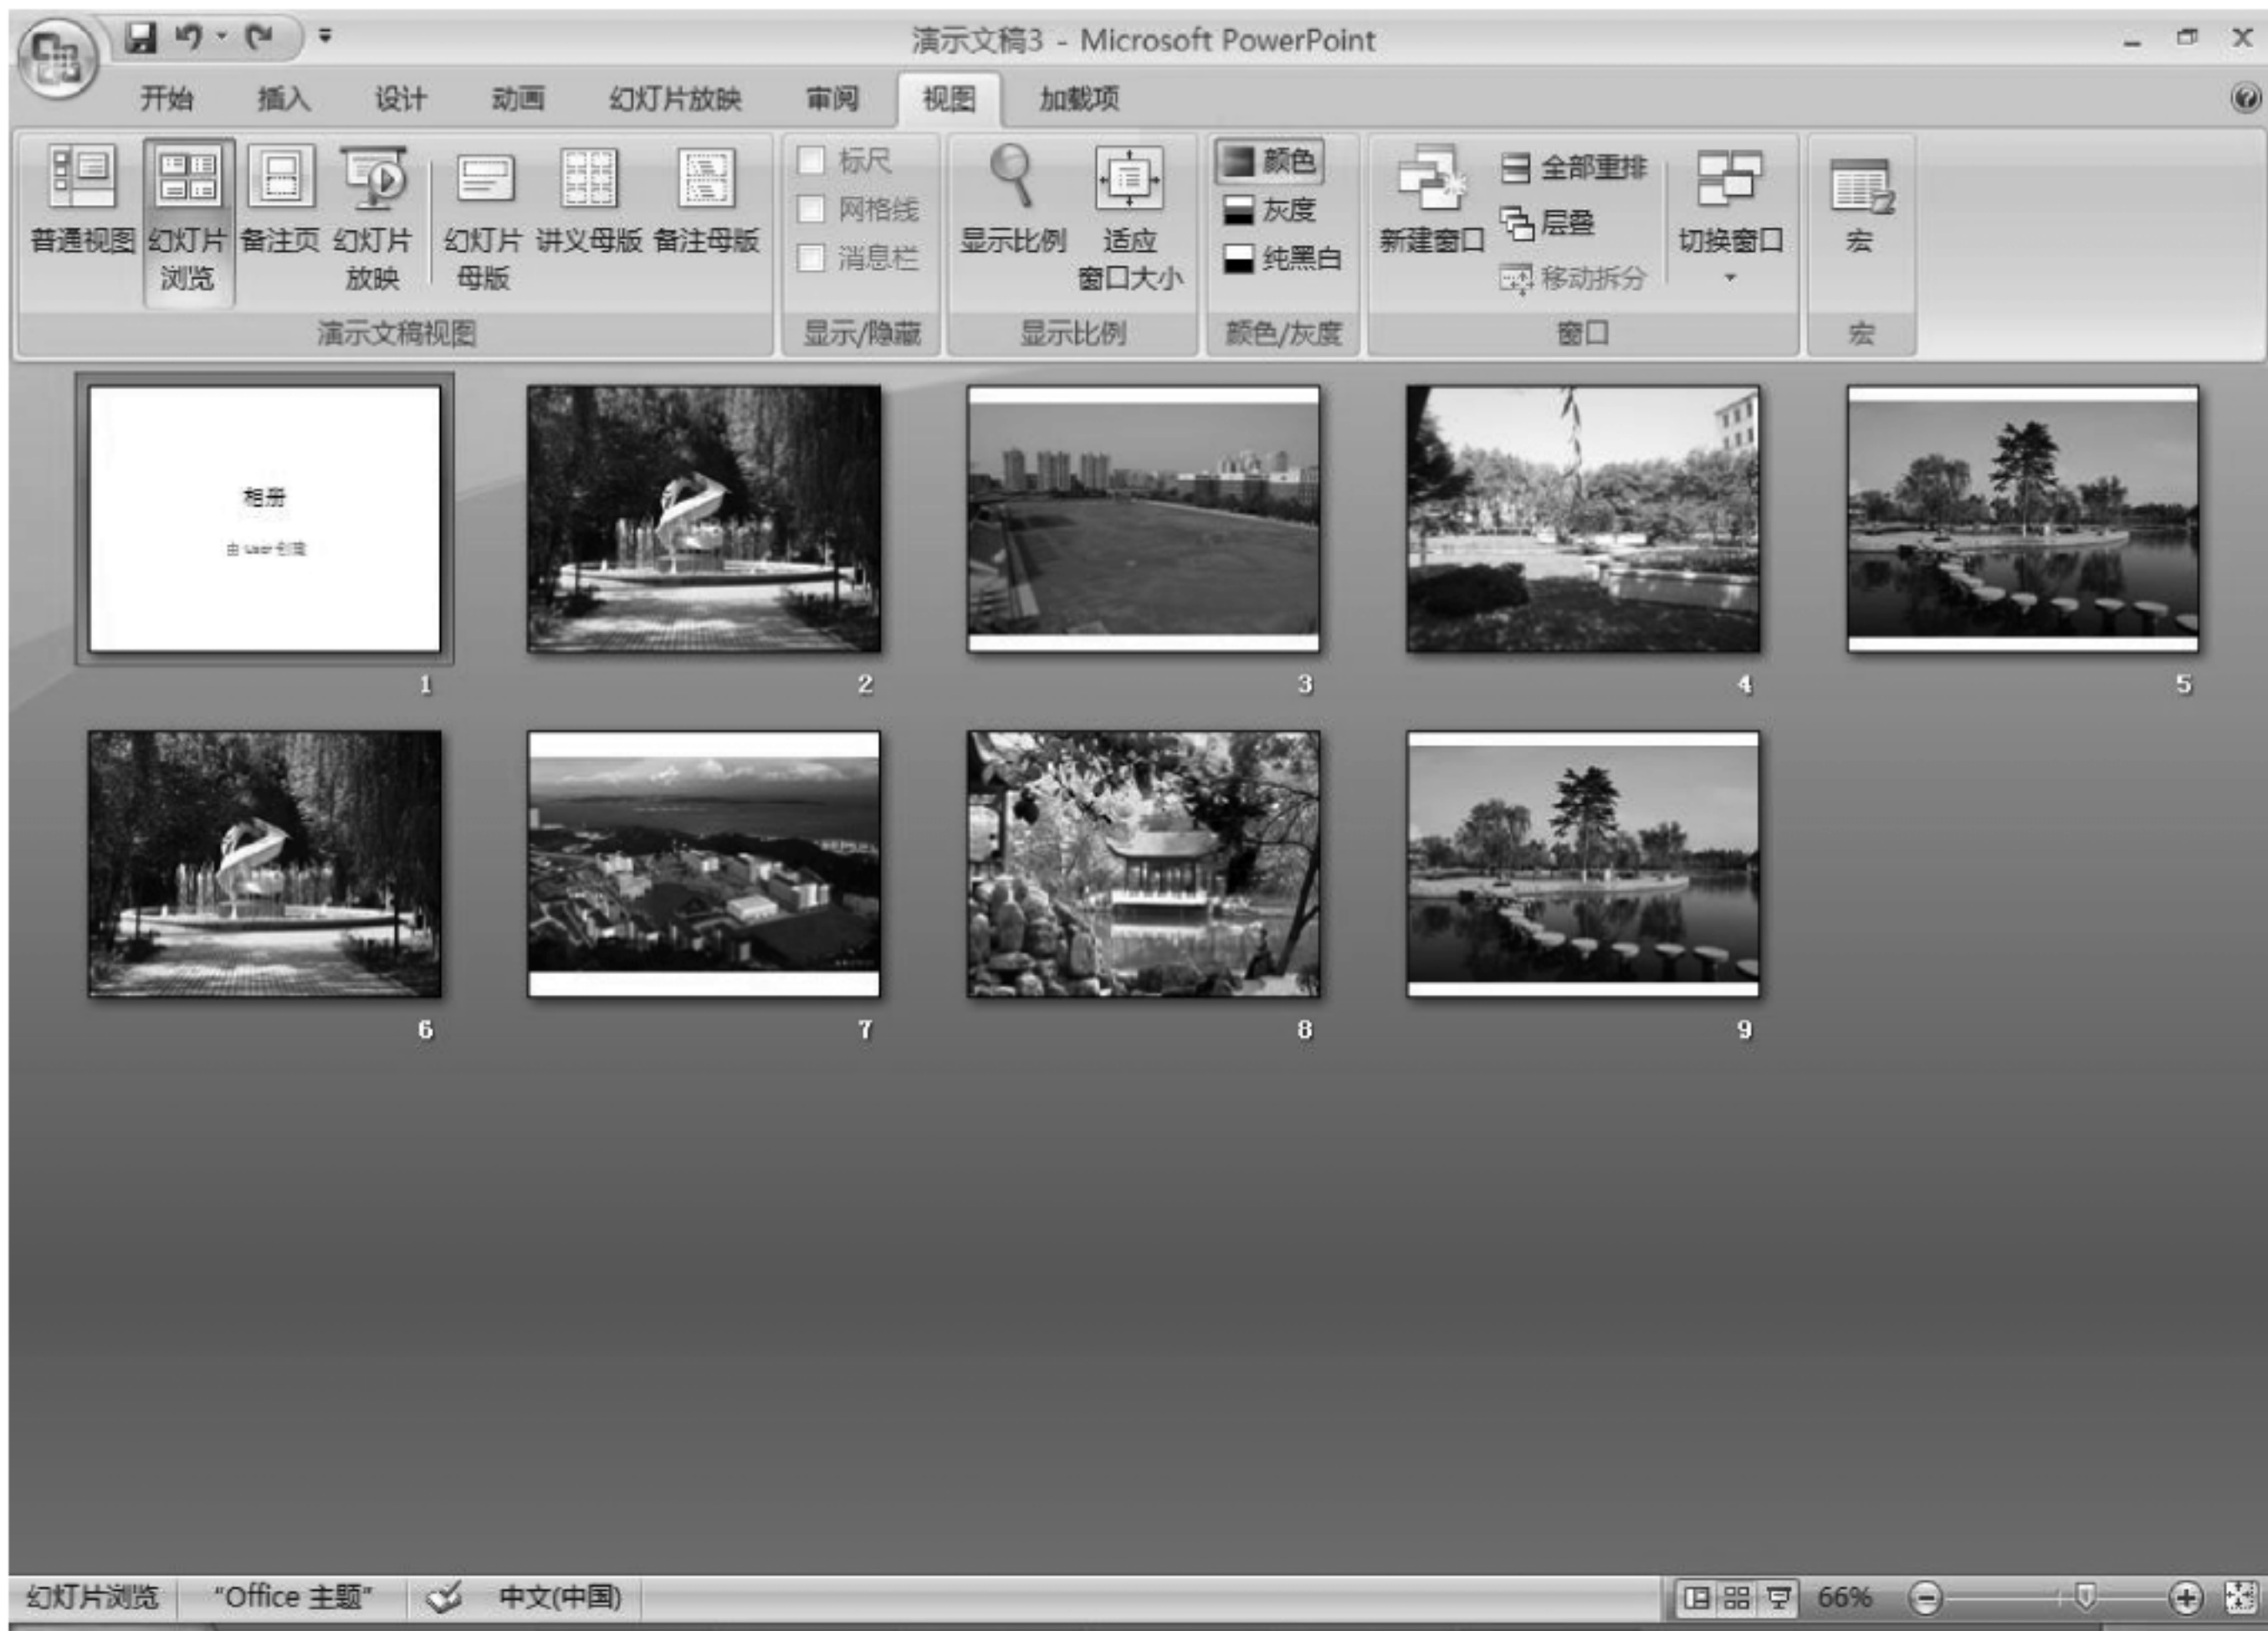 演示文稿3 - Microsoft PowerPoint
开始 插入 设计 动画 幻灯片放映 审阅 视图 加载项
普通视图
幻灯片
浏览
备注页
幻灯片
放映
幻灯片
母版
讲义母版
备注母版
演示文稿视图
标尺
网格线
消息栏
显示/隐藏
显示比例
适应
窗口大小
显示比例
颜色
灰度
纯黑白
颜色/灰度
新建窗口
全部重排
层叠
移动拆分
切换窗口
窗口
宏
宏
相册
由 user 创建
1
2
3
4
5
6
7
8
9
幻灯片浏览 “Office 主题” 中文(中国) 66%